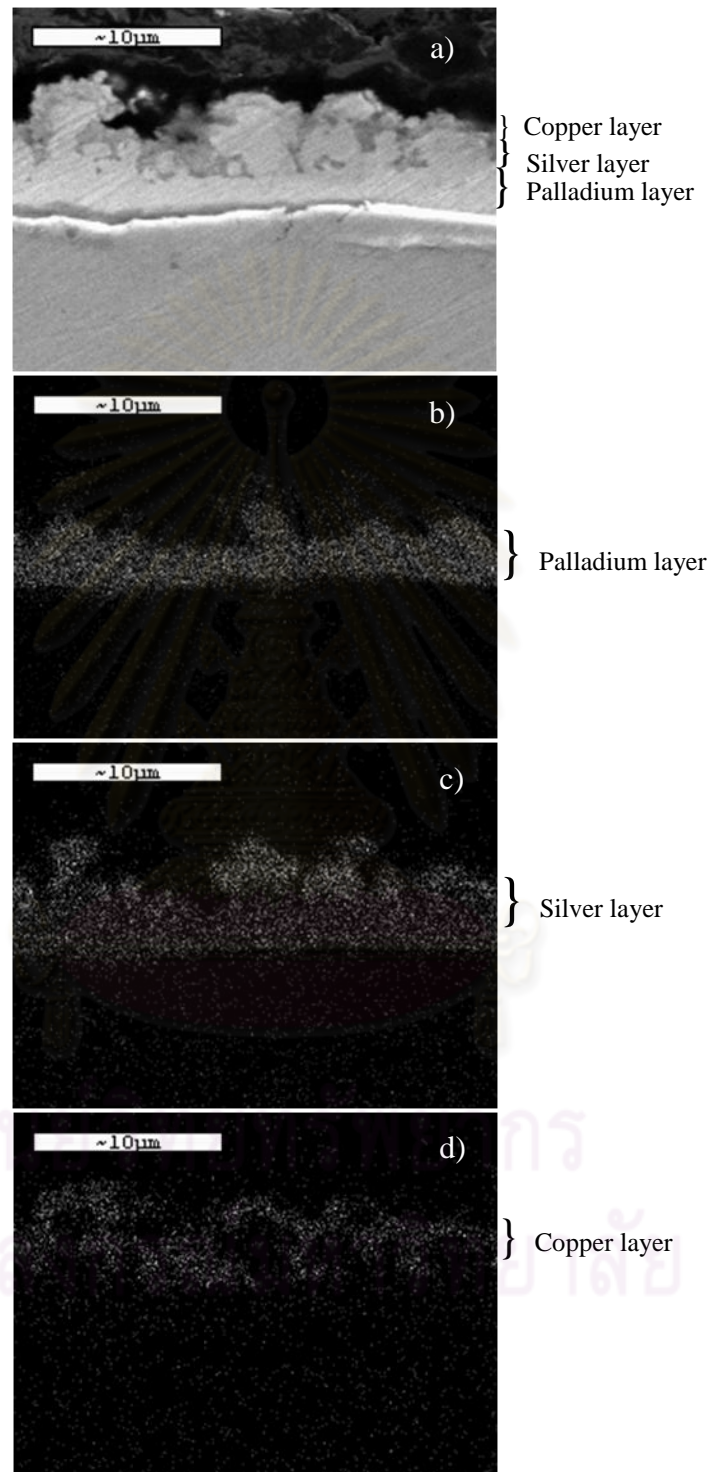 ~10µm
a)
Copper layer
Silver layer
Palladium layer
~10µm
b)
Palladium layer
~10µm
c)
Silver layer
~10µm
d)
Copper layer